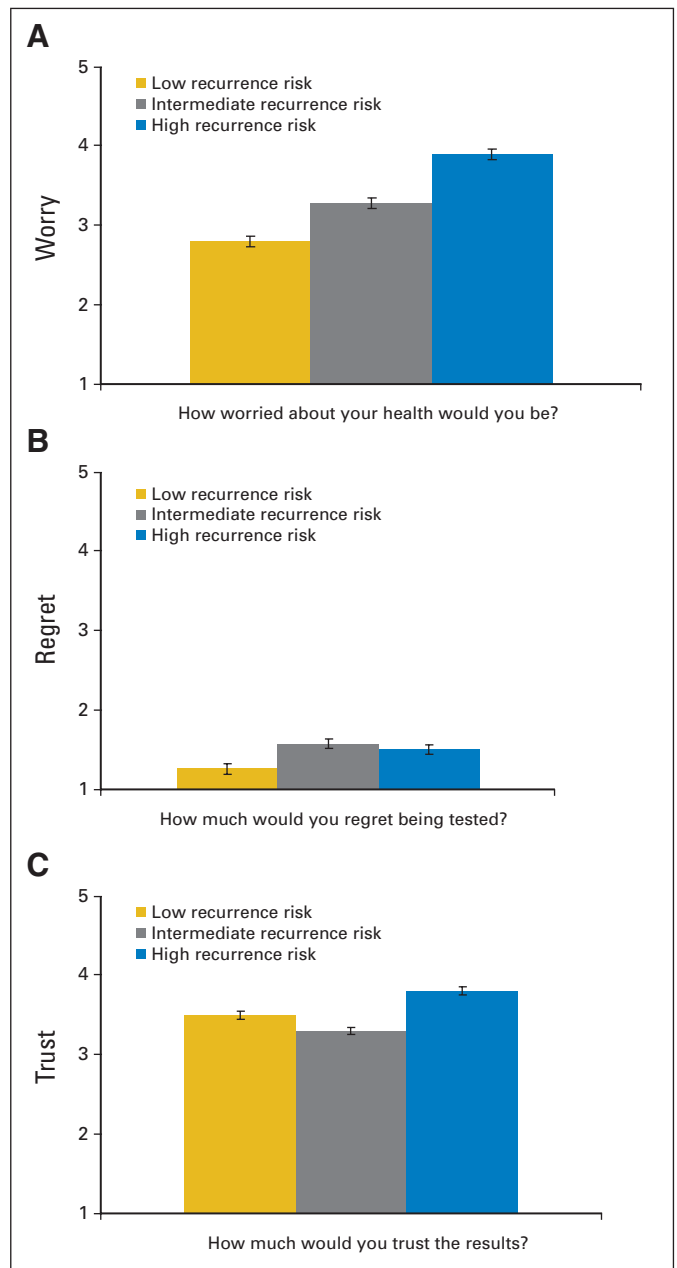 A
5
Low recurrence risk
Intermediate recurrence risk
High recurrence risk
4
3
2
1
Worry
How worried about your health would you be?
B
5
Low recurrence risk
Intermediate recurrence risk
High recurrence risk
4
3
2
1
Regret
How much would you regret being tested?
C
5
Low recurrence risk
Intermediate recurrence risk
High recurrence risk
4
3
2
1
Trust
How much would you trust the results?